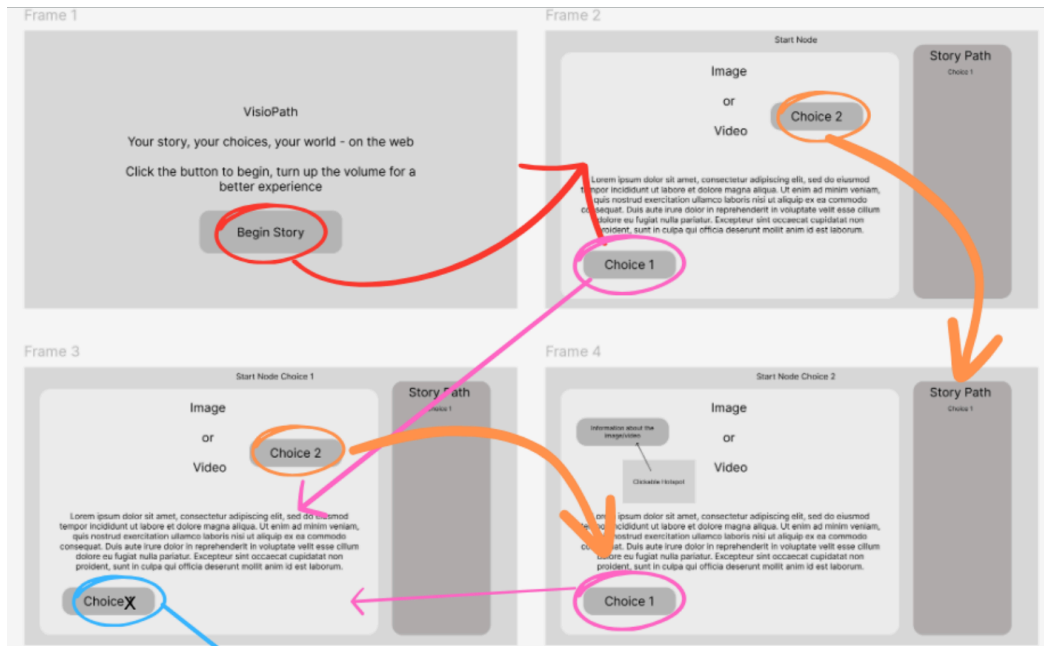 Frame 1
VisioPath
Your story, your choices, your world - on the web
Click the button to begin, turn up the volume for a
better experience
Begin Story
Frame 2
Start Node
Image
or
Video
Choice 2
Lorem ipsum dolor sit amet, consectetur adipiscing elit, sed do eiusmod
tempor incididunt ut labore et dolore magna aliqua. Ut enim ad minim veniam,
quis nostrud exercitation ullamco laboris nisi ut aliquip ex ea commodo
consequat. Duis aute irure dolor in reprehenderit in voluptate velit esse cillum
dolore eu fugiat nulla pariatur. Excepteur sint occaecat cupidatat non
proident, sunt in culpa qui officia deserunt mollit anim id est laborum.
Choice 1
Story Path
Choice 1
Frame 3
Start Node Choice 1
Image
or
Video
Choice 2
Lorem ipsum dolor sit amet, consectetur adipiscing elit, sed do eiusmod
tempor incididunt ut labore et dolore magna aliqua. Ut enim ad minim veniam,
quis nostrud exercitation ullamco laboris nisi ut aliquip ex ea commodo
consequat. Duis aute irure dolor in reprehenderit in voluptate velit esse cillum
dolore eu fugiat nulla pariatur. Excepteur sint occaecat cupidatat non
proident, sunt in culpa qui officia deserunt mollit anim id est laborum.
Choice X
Story Path
Choice 1
Frame 4
Start Node Choice 2
Image
or
Video
Information about the
image/video
Clickable Hotspot
Lorem ipsum dolor sit amet, consectetur adipiscing elit, sed do eiusmod
tempor incididunt ut labore et dolore magna aliqua. Ut enim ad minim veniam,
quis nostrud exercitation ullamco laboris nisi ut aliquip ex ea commodo
consequat. Duis aute irure dolor in reprehenderit in voluptate velit esse cillum
dolore eu fugiat nulla pariatur. Excepteur sint occaecat cupidatat non
proident, sunt in culpa qui officia deserunt mollit anim id est laborum.
Choice 1
Story Path
Choice 1